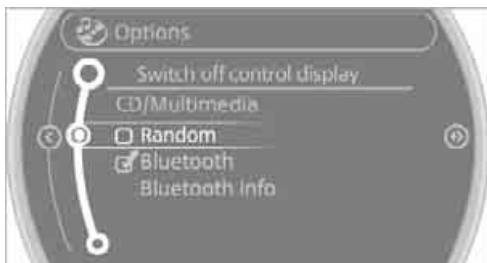 Options
Switch off control display
CD/Multimedia
Random
Bluetooth
Bluetooth info